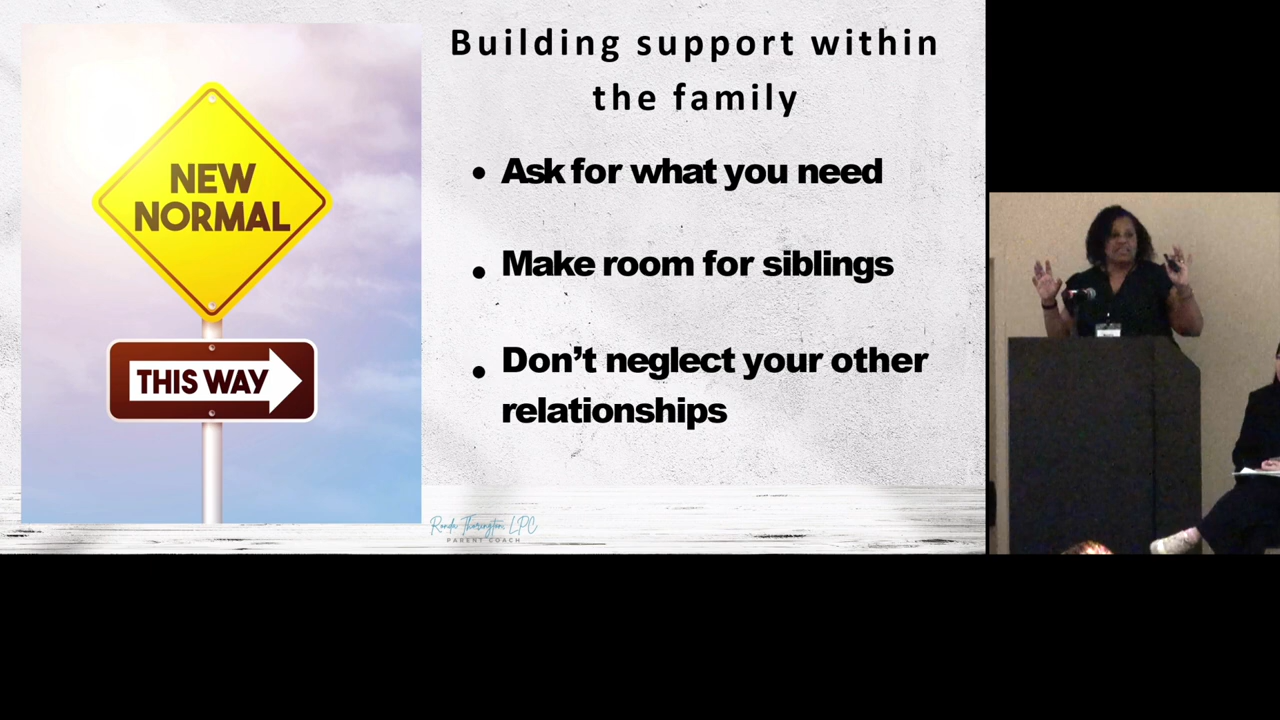 Building support within
the family
NEW
NORMAL
THIS WAY
• Ask for what you need
• Make room for siblings
• Don’t neglect your other
relationships
LPC
PARENT COACH